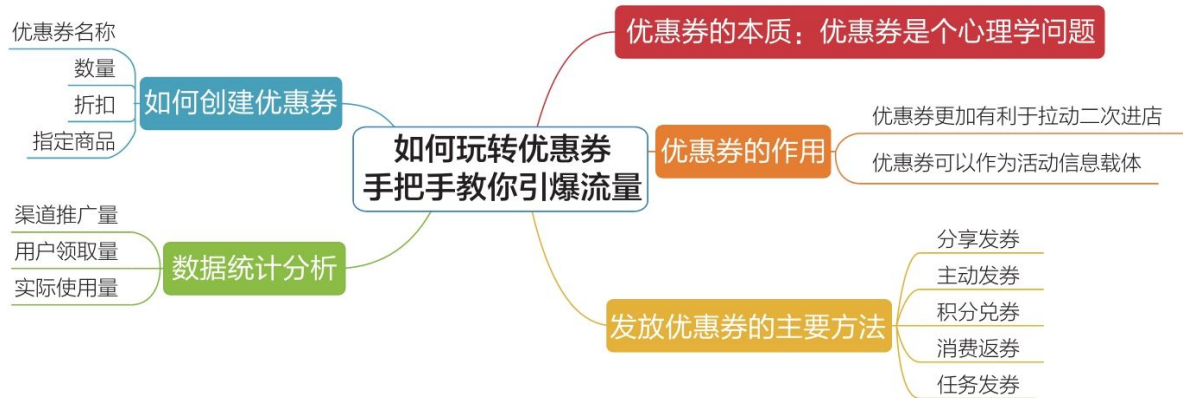 如何玩转优惠券
手把手教你引爆流量
优惠券的本质：优惠券是个心理学问题
优惠券的作用
优惠券更加有利于拉动二次进店
优惠券可以作为活动信息载体
发放优惠券的主要方法
分享发券
主动发券
积分兑券
消费返券
任务发券
如何创建优惠券
优惠券名称
数量
折扣
指定商品
数据统计分析
渠道推广量
用户领取量
实际使用量